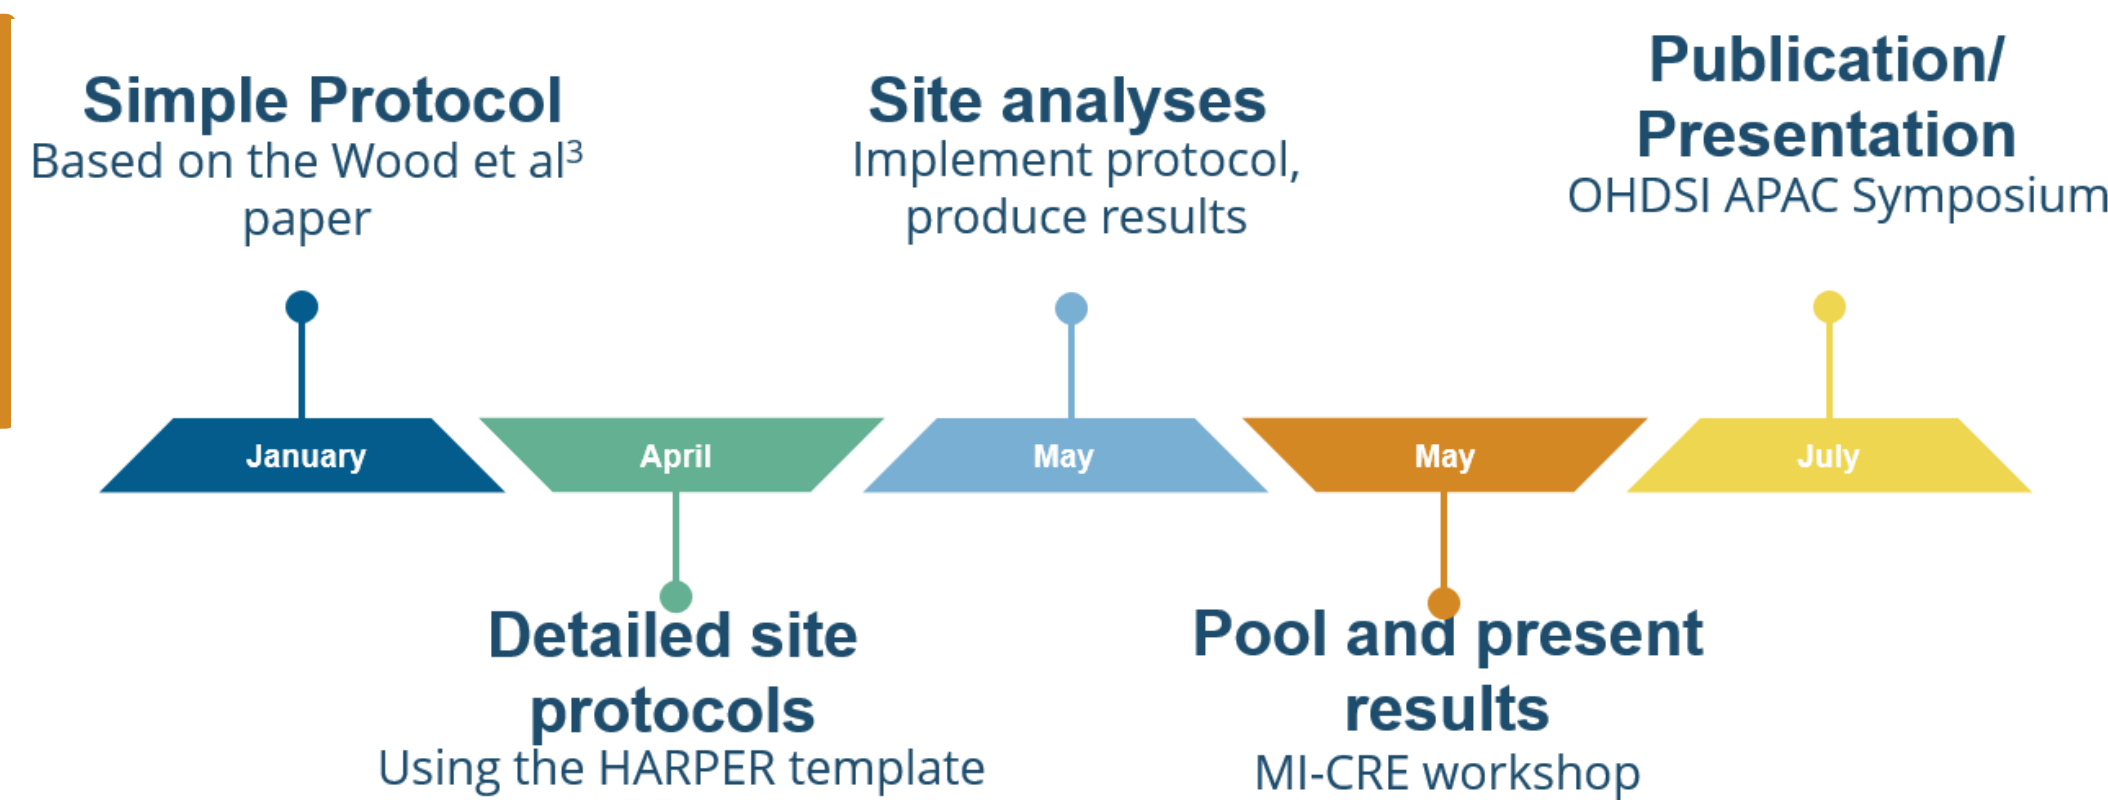 Simple Protocol
Based on the Wood et al³
paper
Site analyses
Implement protocol,
produce results
Publication/
Presentation
OHDSI APAC Symposium
January
April
May
May
July
Detailed site
protocols
Using the HARPER template
Pool and present
results
MI-CRE workshop